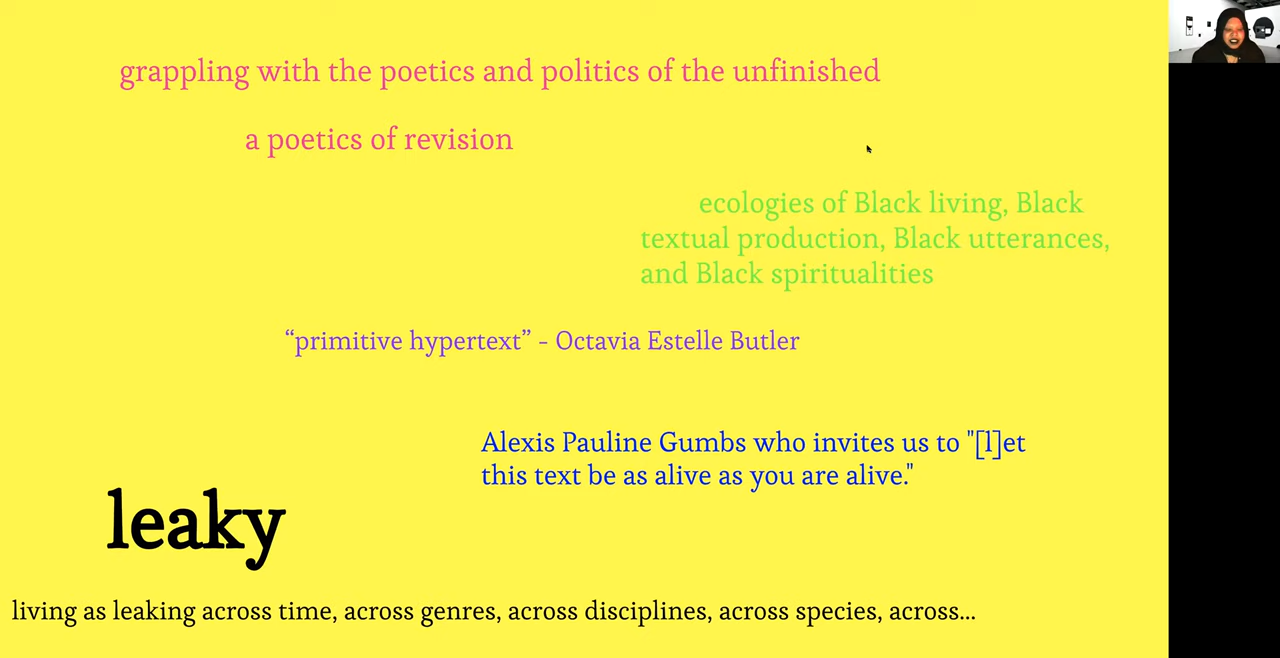 grappling with the poetics and politics of the unfinished
a poetics of revision
ecologies of Black living, Black
textual production, Black utterances,
and Black spiritualities
“primitive hypertext” - Octavia Estelle Butler
Alexis Pauline Gumbs who invites us to "[l]et
this text be as alive as you are alive."
leaky
living as leaking across time, across genres, across disciplines, across species, across...